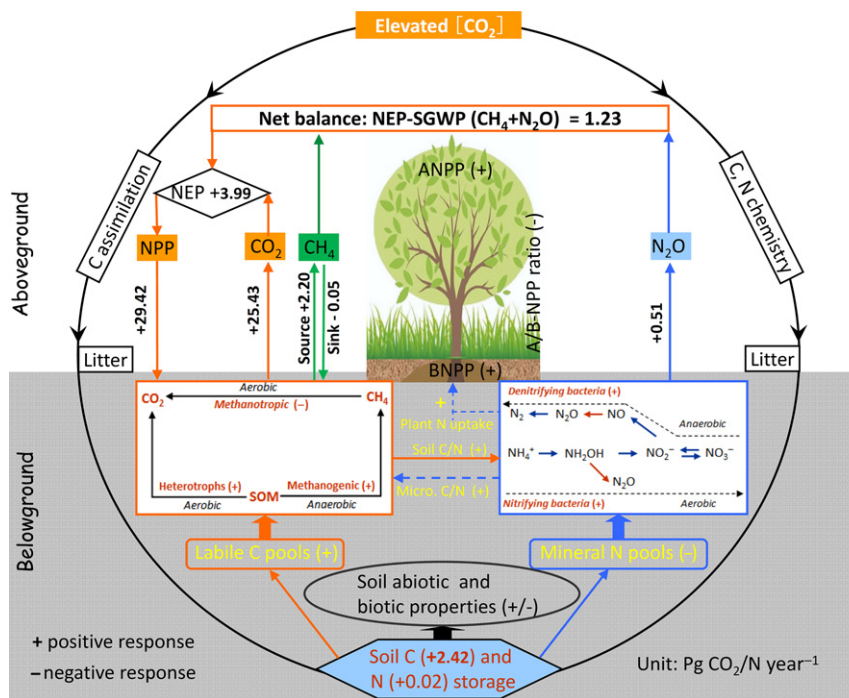 Elevated [CO₂]
Net balance: NEP-SGWP (CH₄+N₂O) = 1.23
C assimilation
C, N chemistry
Aboveground
NEP +3.99
ANPP (+)
A/B-NPP ratio (-)
NPP
CO₂
CH₄
N₂O
+29.42
+25.43
Source +2.20
Sink - 0.05
+0.51
Litter
Litter
BNPP (+)
Belowground
Aerobic
CO₂
CH₄
Methanotropic (–)
Heterotrophs (+)
Methanogenic (+)
SOM
Aerobic
Anaerobic
+
Plant N uptake
Soil C/N (+)
Micro. C/N (+)
Denitrifying bacteria (+)
N₂
N₂O
NO
Anaerobic
NH₄⁺
NH₂OH
NO₂⁻
NO₃⁻
N₂O
Nitrifying bacteria (+)
Aerobic
Labile C pools (+)
Mineral N pools (–)
Soil abiotic and
biotic properties (+/-)
+ positive response
– negative response
Soil C (+2.42) and
N (+0.02) storage
Unit: Pg CO₂/N year⁻¹